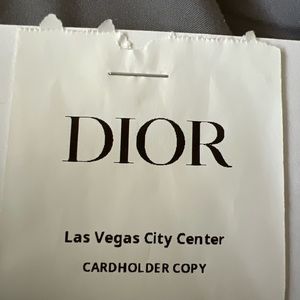 DIOR
Las Vegas City Center
CARDHOLDER COPY